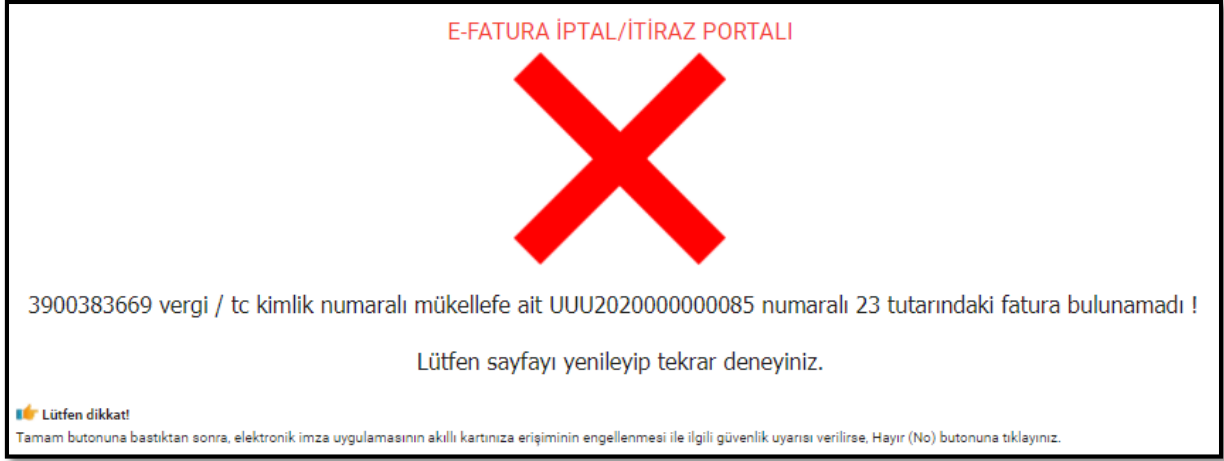 E-FATURA İPTAL/İTİRAZ PORTALI
3900383669 vergi / tc kimlik numaralı mükellefe ait UUU2020000000085 numaralı 23 tutarındaki fatura bulunamadı !
Lütfen sayfayı yenileyip tekrar deneyiniz.
Lütfen dikkat!
Tamam butonuna bastıktan sonra, elektronik imza uygulamasının akıllı kartınıza erişiminin engellenmesi ile ilgili güvenlik uyarısı verilirse, Hayır (No) butonuna tıklayınız.